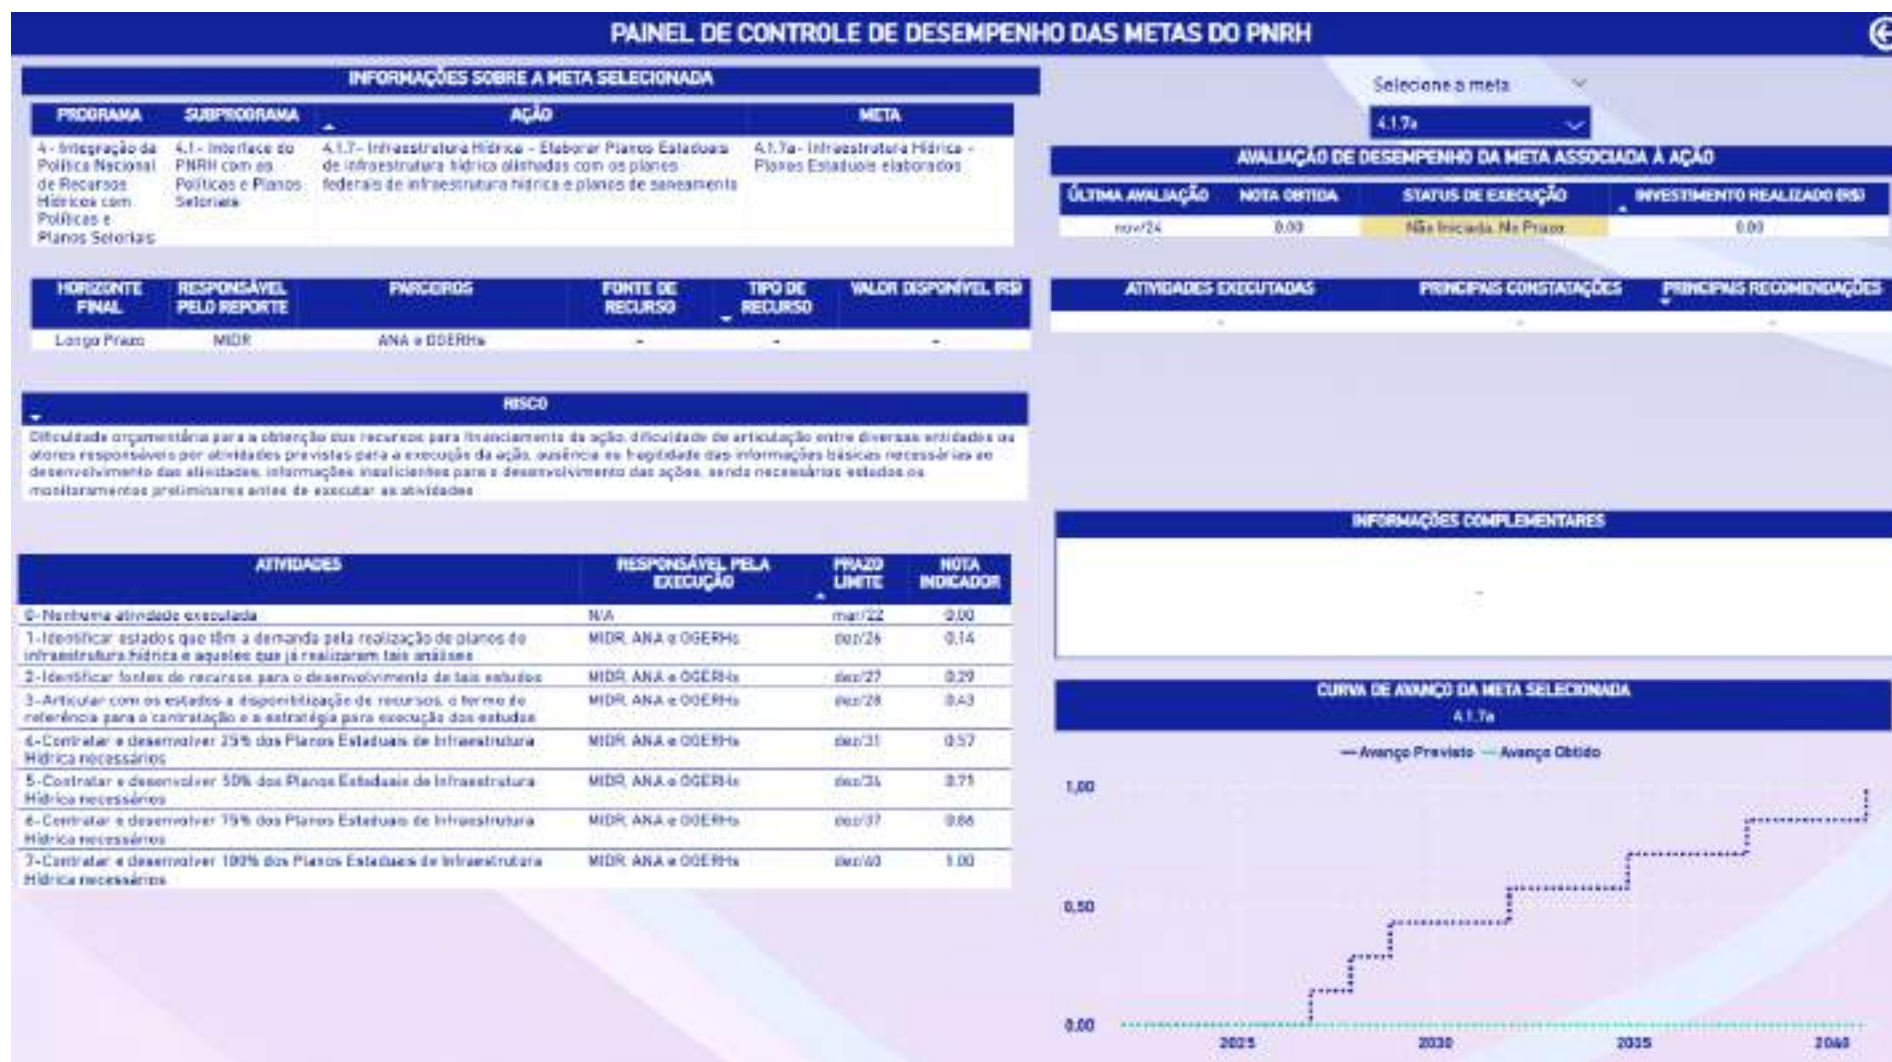 PAINEL DE CONTROLE DE DESEMPENHO DAS METAS DO PNRH
INFORMAÇÕES SOBRE A META SELECIONADA
PROGRAMA SUBPROGRAMA AÇÃO META
4 - Integração da Política Nacional de Recursos Hídricos com Políticas e Planos Setoriais
4.1 - Interface do PNRH com as Políticas e Planos Setoriais
4.1.7 - Infraestrutura Hídrica - Elaborar Planos Estaduais
de infraestrutura hídrica alinhadas com os planos
federais de infraestrutura hídrica e planos de saneamento
4.1.7a - Infraestrutura Hídrica -
Planos Estaduais elaborados
HORIZONTE FINAL RESPONSÁVEL PELO REPORTE PARCEIROS FONTE DE RECURSO TIPO DE RECURSO VALOR DISPONÍVEL (R$)
Longo Prazo MIDR ANA e OGERHs - - -
RISCO
Dificuldade orçamentária para a obtenção dos recursos para financiamento da ação, dificuldade de articulação entre diversas entidades ou
atores responsáveis por atividades previstas para a execução da ação, ausência ou fragilidade das informações básicas necessárias ao
desenvolvimento das atividades, informações insuficientes para o desenvolvimento das ações, sendo necessários estudos ou
monitoramentos preliminares antes de executar as atividades
ATIVIDADES RESPONSÁVEL PELA EXECUÇÃO PRAZO LIMITE NOTA INDICADOR
0-Nenhuma atividade executada N/A mar/22 0,00
1-Identificar estados que têm a demanda pela realização de planos de MIDR, ANA e OGERHs dez/26 0,14
infraestrutura hídrica e aqueles que já realizaram tais análises
2-Identificar fontes de recursos para o desenvolvimento de tais estudos MIDR, ANA e OGERHs dez/27 0,29
3-Articular com os estados a disponibilização de recursos, o termo de MIDR, ANA e OGERHs dez/28 0,43
referência para a contratação e a estratégia para execução dos estudos
4-Contratar e desenvolver 25% dos Planos Estaduais de Infraestrutura MIDR, ANA e OGERHs dez/31 0,57
Hídrica necessários
5-Contratar e desenvolver 50% dos Planos Estaduais de Infraestrutura MIDR, ANA e OGERHs dez/34 0,71
Hídrica necessários
6-Contratar e desenvolver 75% dos Planos Estaduais de Infraestrutura MIDR, ANA e OGERHs dez/37 0,86
Hídrica necessários
7-Contratar e desenvolver 100% dos Planos Estaduais de Infraestrutura MIDR, ANA e OGERHs dez/40 1,00
Hídrica necessários
Selecione a meta
4.1.7a
AVALIAÇÃO DE DESEMPENHO DA META ASSOCIADA À AÇÃO
ÚLTIMA AVALIAÇÃO NOTA OBTIDA STATUS DE EXECUÇÃO INVESTIMENTO REALIZADO (R$)
nov/24 0,00 Não Iniciada. No Prazo 0,00
ATIVIDADES EXECUTADAS PRINCIPAIS CONSTATAÇÕES PRINCIPAIS RECOMENDAÇÕES
- - -
INFORMAÇÕES COMPLEMENTARES
-
CURVA DE AVANÇO DA META SELECIONADA
4.1.7a
Avanço Previsto Avanço Obtido
1,00
0,50
0,00
2025 2030 2035 2040